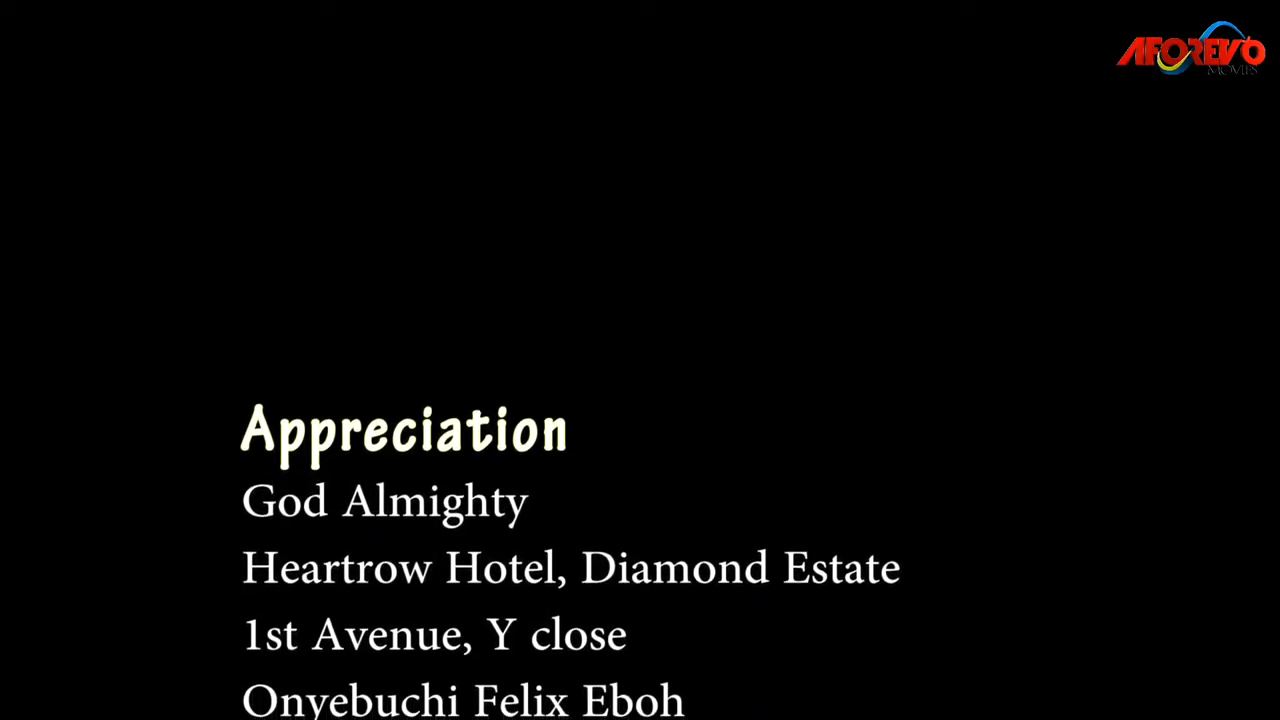 AFOREVO
MOVIES
Appreciation
God Almighty
Heartrow Hotel, Diamond Estate
1st Avenue, Y close
Onyebuchi Felix Eboh